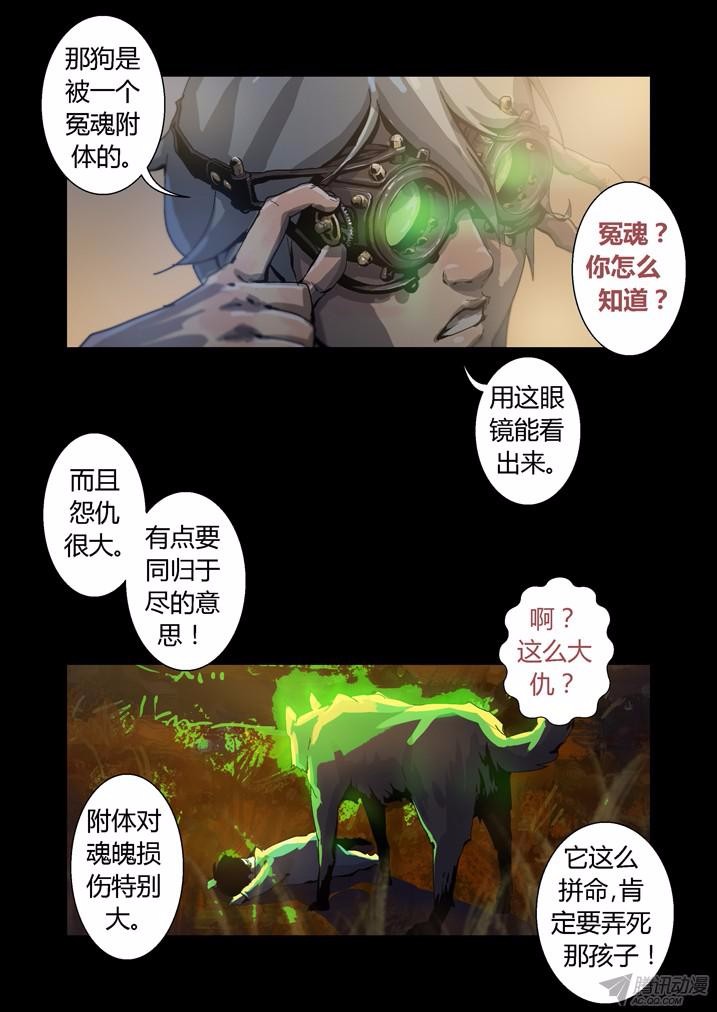 那狗是
被一个
冤魂附
体的。
冤魂？
你怎么
知道？
用这眼
镜能看
出来。
而且
怨仇
很大。
有点要
同归于
尽的意
思！
啊？
这么大
仇？
附体对
魂魄损
伤特别
大。
它这么
拼命,肯
定要弄死
那孩子！
腾讯动漫
AC.QQ.COM